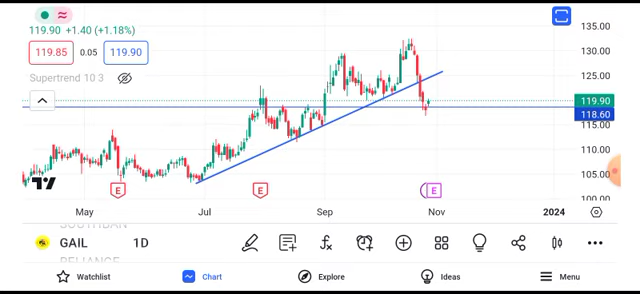 119.90 +1.40 (+1.18%)
119.85 0.05 119.90
Supertrend 10 3
135.00
130.00
125.00
119.90
118.60
115.00
110.00
105.00
100.00
E E E
May Jul Sep Nov 2024
GAIL 1D
RELIANCE
Watchlist Chart Explore Ideas Menu